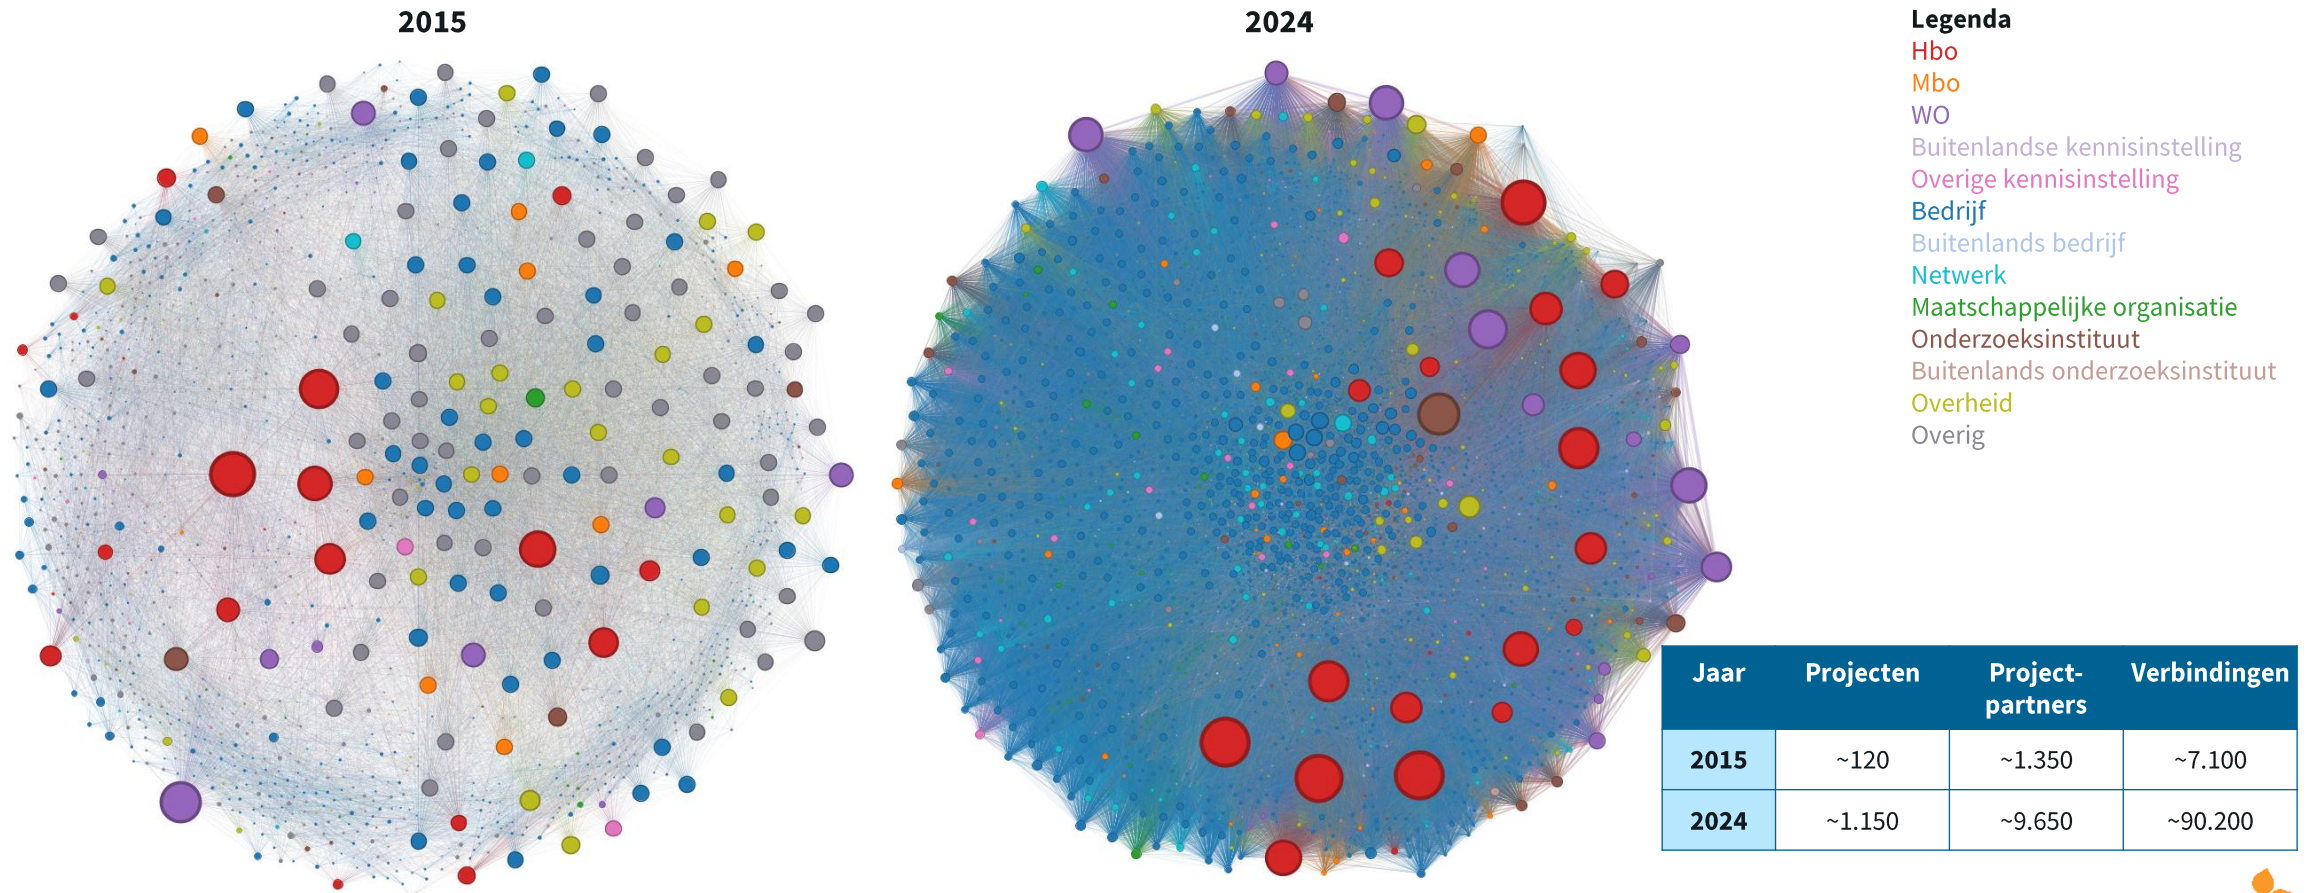 2015
2024
Legenda
Hbo
Mbo
WO
Buitenlandse kennisinstelling
Overige kennisinstelling
Bedrijf
Buitenlands bedrijf
Netwerk
Maatschappelijke organisatie
Onderzoeksinstituut
Buitenlands onderzoeksinstituut
Overheid
Overig
Jaar Projecten Project- Verbindingen
partners
2015 ~120 ~1.350 ~7.100
2024 ~1.150 ~9.650 ~90.200